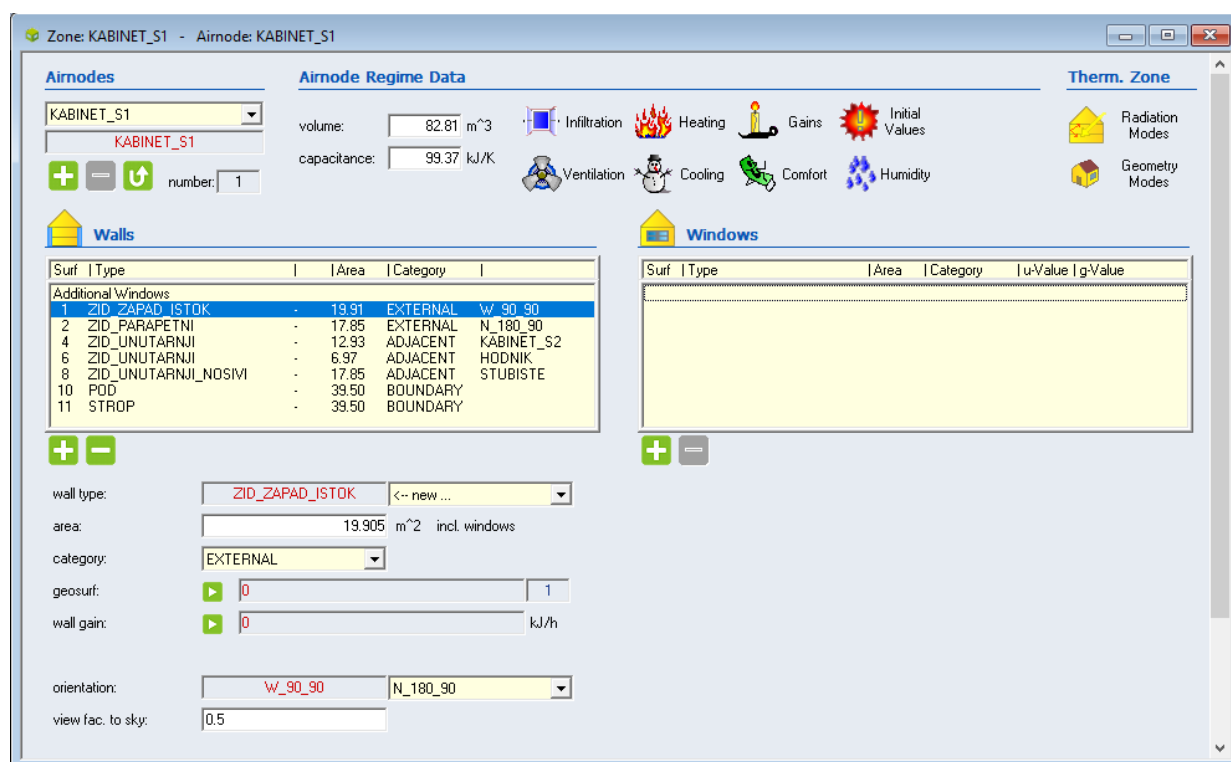 Zone: KABINET_S1 - Airnode: KABINET_S1
Airnodes
Airnode Regime Data
Therm. Zone
KABINET_S1
KABINET_S1
number: 1
volume: 82.81 m^3
capacitance: 99.37 kJ/K
Infiltration
Heating
Gains
Initial
Values
Ventilation
Cooling
Comfort
Humidity
Radiation
Modes
Geometry
Modes
Walls
Surf | Type | | Area | Category |
Additional Windows
1 ZID_ZAPAD_ISTOK - 19.91 EXTERNAL W_90_90
2 ZID_PARAPETNI - 17.85 EXTERNAL N_180_90
4 ZID_UNUTARNJI - 12.93 ADJACENT KABINET_S2
6 ZID_UNUTARNJI - 6.97 ADJACENT HODNIK
8 ZID_UNUTARNJI_NOSIVI - 17.85 ADJACENT STUBISTE
10 POD - 39.50 BOUNDARY
11 STROP - 39.50 BOUNDARY
Windows
Surf | Type | Area | Category | u-Value | g-Value
wall type: ZID_ZAPAD_ISTOK <-- new ...
area: 19.905 m^2 incl. windows
category: EXTERNAL
geosurf: 0 1
wall gain: 0 kJ/h
orientation: W_90_90 N_180_90
view fac. to sky: 0.5